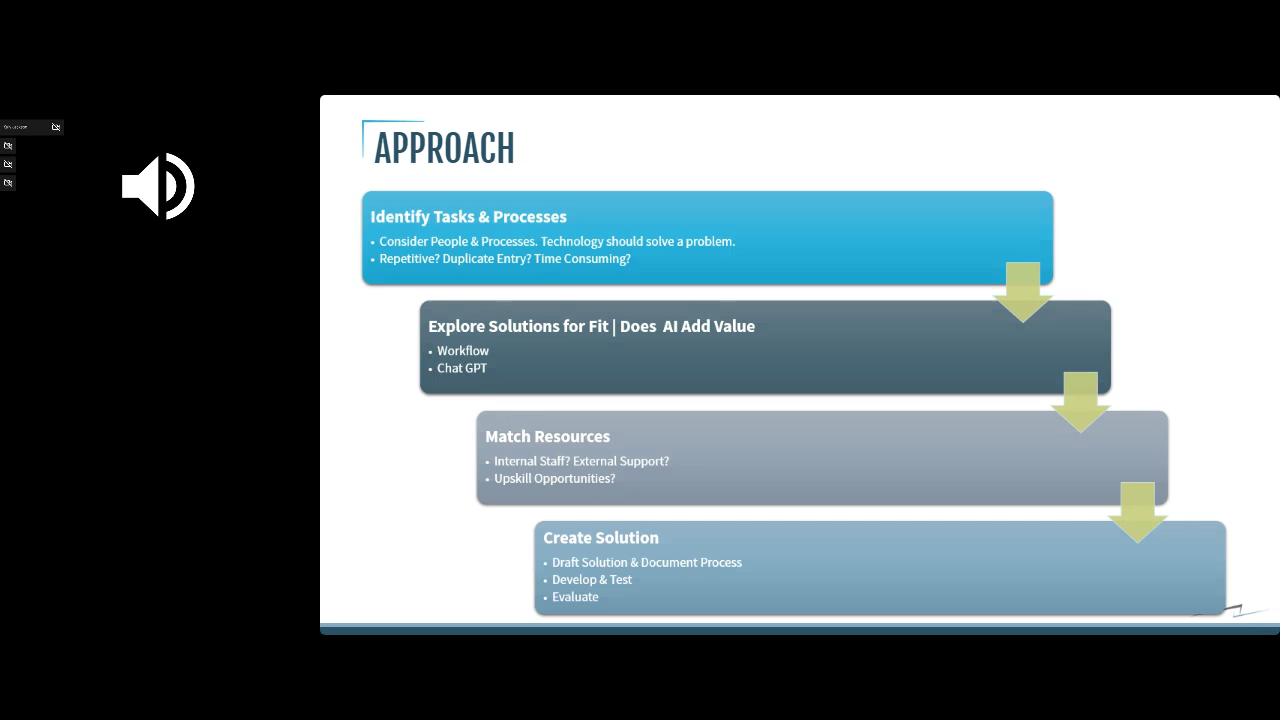 APPROACH
Identify Tasks & Processes
• Consider People & Processes. Technology should solve a problem.
• Repetitive? Duplicate Entry? Time Consuming?
Explore Solutions for Fit | Does  AI Add Value
• Workflow
• Chat GPT
Match Resources
• Internal Staff? External Support?
• Upskill Opportunities?
Create Solution
• Draft Solution & Document Process
• Develop & Test
• Evaluate